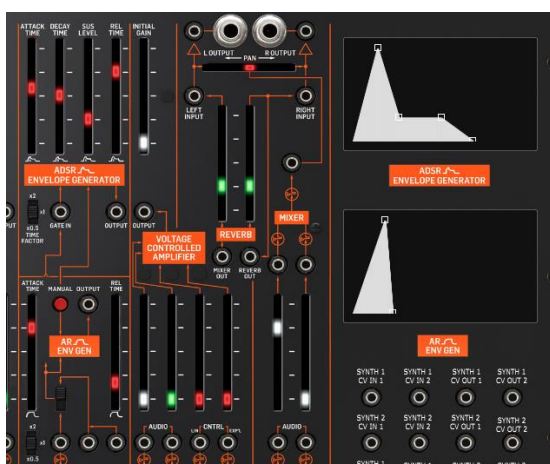 ATTACK TIME
DECAY TIME
SUS LEVEL
REL TIME
INITIAL GAIN
L OUTPUT
R OUTPUT
PAN
LEFT INPUT
RIGHT INPUT
ADSR
ENVELOPE GENERATOR
x2
x1
x0.5
TIME FACTOR
GATE IN
OUTPUT
OUTPUT
VOLTAGE
CONTROLLED
AMPLIFIER
REVERB
MIXER
MIXER OUT
REVERB OUT
ATTACK TIME
MANUAL
OUTPUT
REL TIME
AR
ENV GEN
x2
x0.5
AUDIO
LIN
CNTRL
EXPL
AUDIO
ADSR
ENVELOPE GENERATOR
AR
ENV GEN
SYNTH 1 CV IN 1
SYNTH 1 CV IN 2
SYNTH 1 CV OUT 1
SYNTH 1 CV OUT 2
SYNTH 2 CV IN 1
SYNTH 2 CV IN 2
SYNTH 2 CV OUT 1
SYNTH 2 CV OUT 2